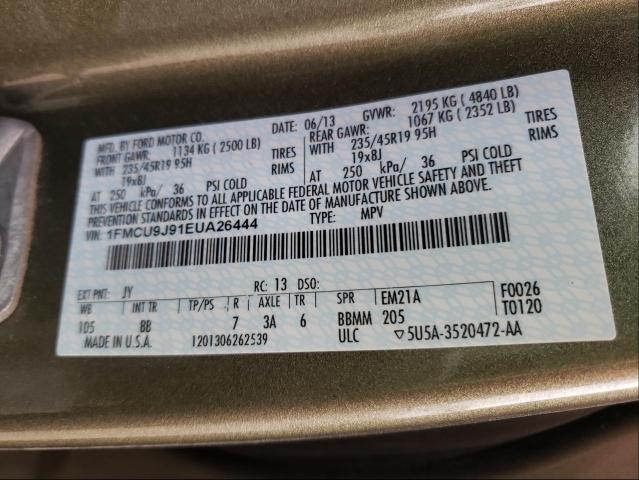 MFD. BY FORD MOTOR CO.
DATE: 06/13 GVWR: 2195 KG ( 4840 LB)
FRONT GAWR: 1134 KG ( 2500 LB) REAR GAWR: 1067 KG ( 2352 LB)
WITH 235/45R19 95H TIRES WITH 235/45R19 95H TIRES
19x8J RIMS 19x8J RIMS
AT 250 kPa/ 36 PSI COLD AT 250 kPa/ 36 PSI COLD
THIS VEHICLE CONFORMS TO ALL APPLICABLE FEDERAL MOTOR VEHICLE SAFETY AND THEFT
PREVENTION STANDARDS IN EFFECT ON THE DATE OF MANUFACTURE SHOWN ABOVE.
VIN: 1FMCU9J91EUA26444 TYPE: MPV
EXT PNT: JY RC: 13 DSO:
WB INT TR TP/PS R AXLE TR SPR EM21A F0026
105 BB 7 3A 6 BBMM 205 T0120
MADE IN U.S.A. 1201306262539 ULC ▽5U5A-3520472-AA